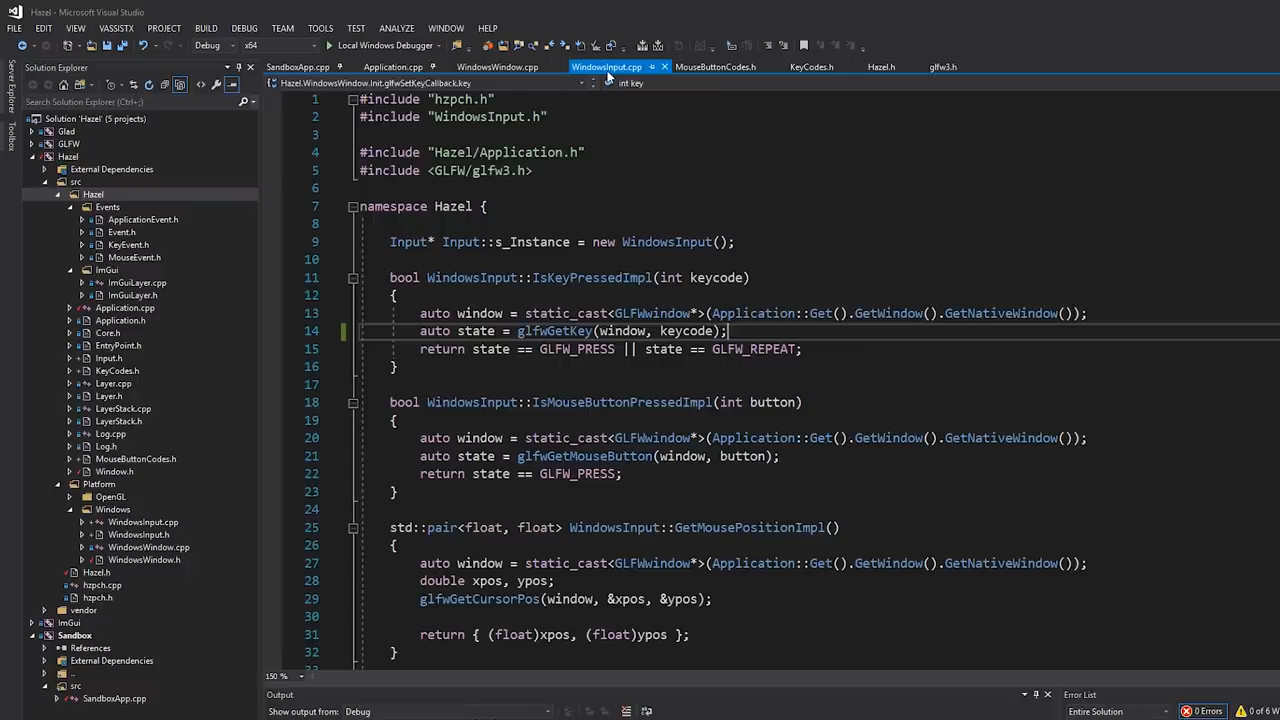 Hazel - Microsoft Visual Studio
FILE EDIT VIEW VASSISTX PROJECT BUILD DEBUG TEAM TOOLS TEST ANALYZE WINDOW HELP
Debug x64 Local Windows Debugger
Server Explorer
Toolbox
Solution Explorer
Search Solution Explorer
Solution 'Hazel' (5 projects)
Glad
GLFW
Hazel
External Dependencies
src
Hazel
Events
ApplicationEvent.h
Event.h
KeyEvent.h
MouseEvent.h
ImGui
ImGuiLayer.cpp
ImGuiLayer.h
Application.cpp
Application.h
Core.h
EntryPoint.h
Input.h
KeyCodes.h
Layer.cpp
Layer.h
LayerStack.cpp
LayerStack.h
Log.cpp
Log.h
MouseButtonCodes.h
Window.h
Platform
OpenGL
Windows
WindowsInput.cpp
WindowsInput.h
WindowsWindow.cpp
WindowsWindow.h
Hazel.h
hzpch.cpp
hzpch.h
vendor
ImGui
Sandbox
References
External Dependencies
..
src
SandboxApp.cpp
SandboxApp.cpp Application.cpp WindowsWindow.cpp WindowsInput.cpp MouseButtonCodes.h KeyCodes.h Hazel.h glfw3.h
Hazel.WindowsWindow.Init.glfwSetKeyCallback.key int key
1 #include "hzpch.h"
2 #include "WindowsInput.h"
3
4 #include "Hazel/Application.h"
5 #include <GLFW/glfw3.h>
6
7 namespace Hazel {
8
9 Input* Input::s_Instance = new WindowsInput();
10
11 bool WindowsInput::IsKeyPressedImpl(int keycode)
12 {
13 auto window = static_cast<GLFWwindow*>(Application::Get().GetWindow().GetNativeWindow());
14 auto state = glfwGetKey(window, keycode);
15 return state == GLFW_PRESS || state == GLFW_REPEAT;
16 }
17
18 bool WindowsInput::IsMouseButtonPressedImpl(int button)
19 {
20 auto window = static_cast<GLFWwindow*>(Application::Get().GetWindow().GetNativeWindow());
21 auto state = glfwGetMouseButton(window, button);
22 return state == GLFW_PRESS;
23 }
24
25 std::pair<float, float> WindowsInput::GetMousePositionImpl()
26 {
27 auto window = static_cast<GLFWwindow*>(Application::Get().GetWindow().GetNativeWindow());
28 double xpos, ypos;
29 glfwGetCursorPos(window, &xpos, &ypos);
30
31 return { (float)xpos, (float)ypos };
32 }
33
150 %
Output
Show output from: Debug
Error List
Entire Solution 0 Errors 0 of 6 W